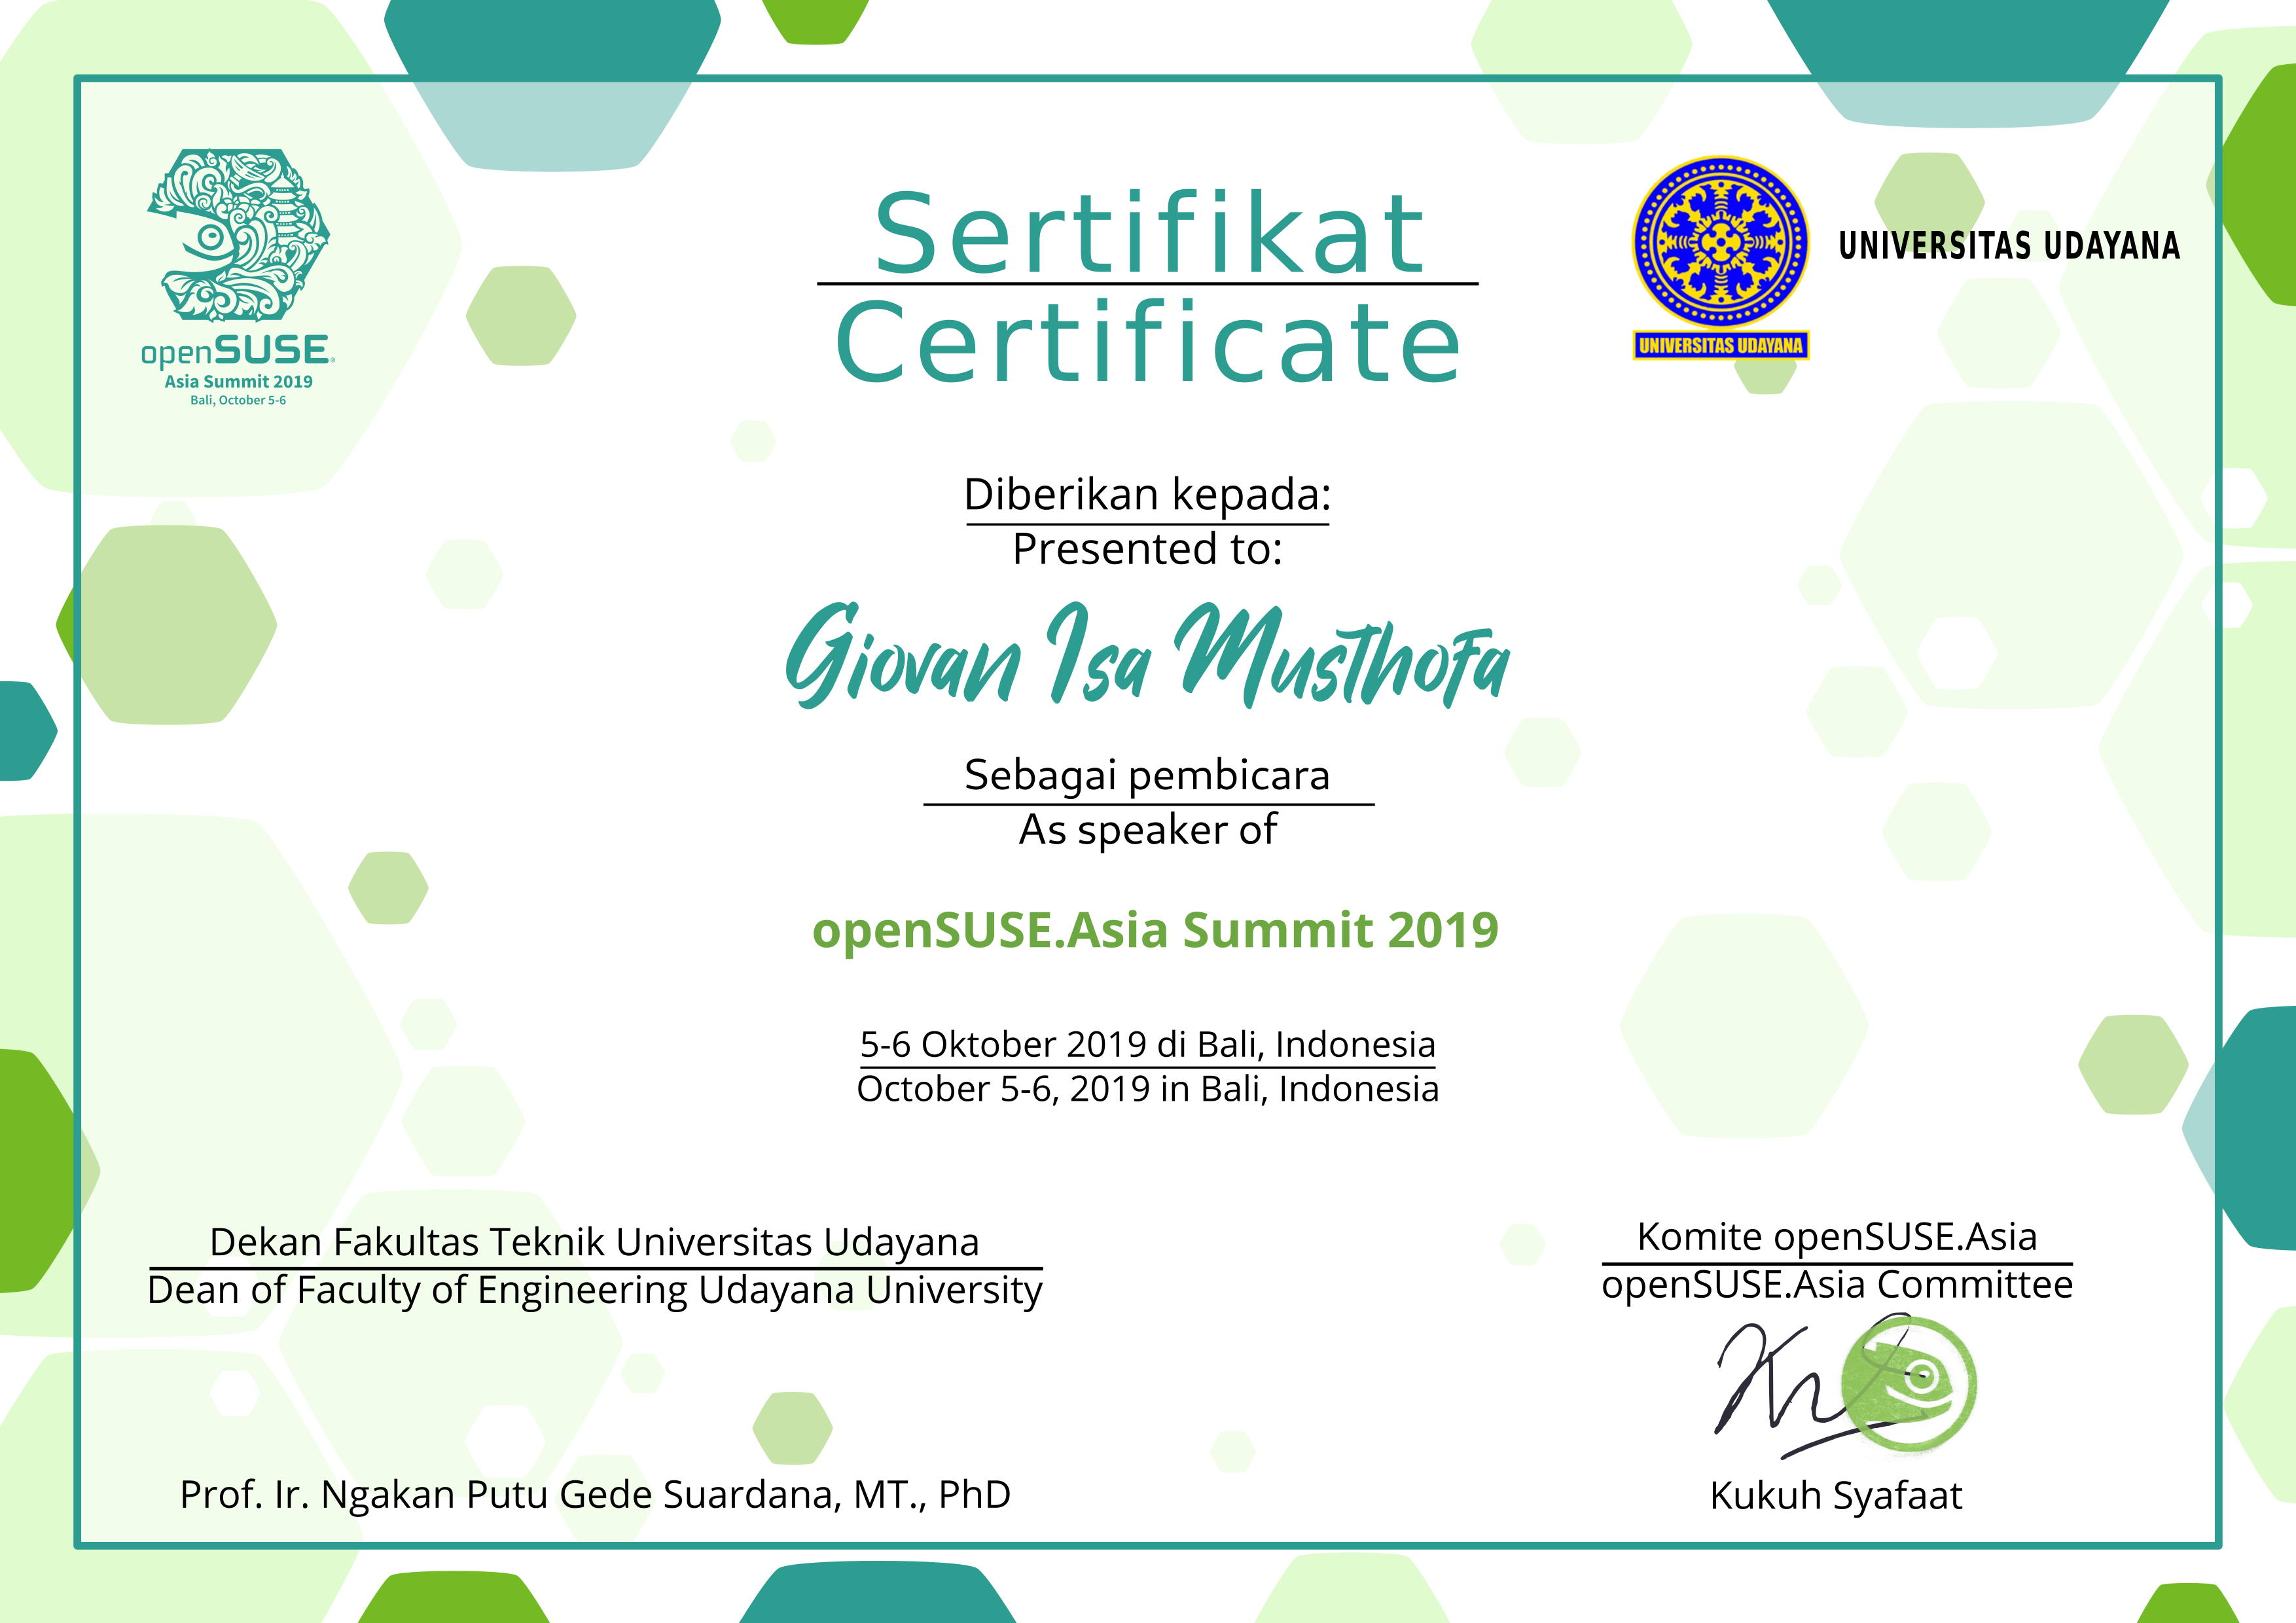 openSUSE
Asia Summit 2019
Bali, October 5-6
Sertifikat
Certificate
UNIVERSITAS UDAYANA
UNIVERSITAS UDAYANA
Diberikan kepada:
Presented to:
Giovan Isa Musthofa
Sebagai pembicara
As speaker of
openSUSE.Asia Summit 2019
5-6 Oktober 2019 di Bali, Indonesia
October 5-6, 2019 in Bali, Indonesia
Dekan Fakultas Teknik Universitas Udayana
Dean of Faculty of Engineering Udayana University
Prof. Ir. Ngakan Putu Gede Suardana, MT., PhD
Komite openSUSE.Asia
openSUSE.Asia Committee
Kukuh Syafaat